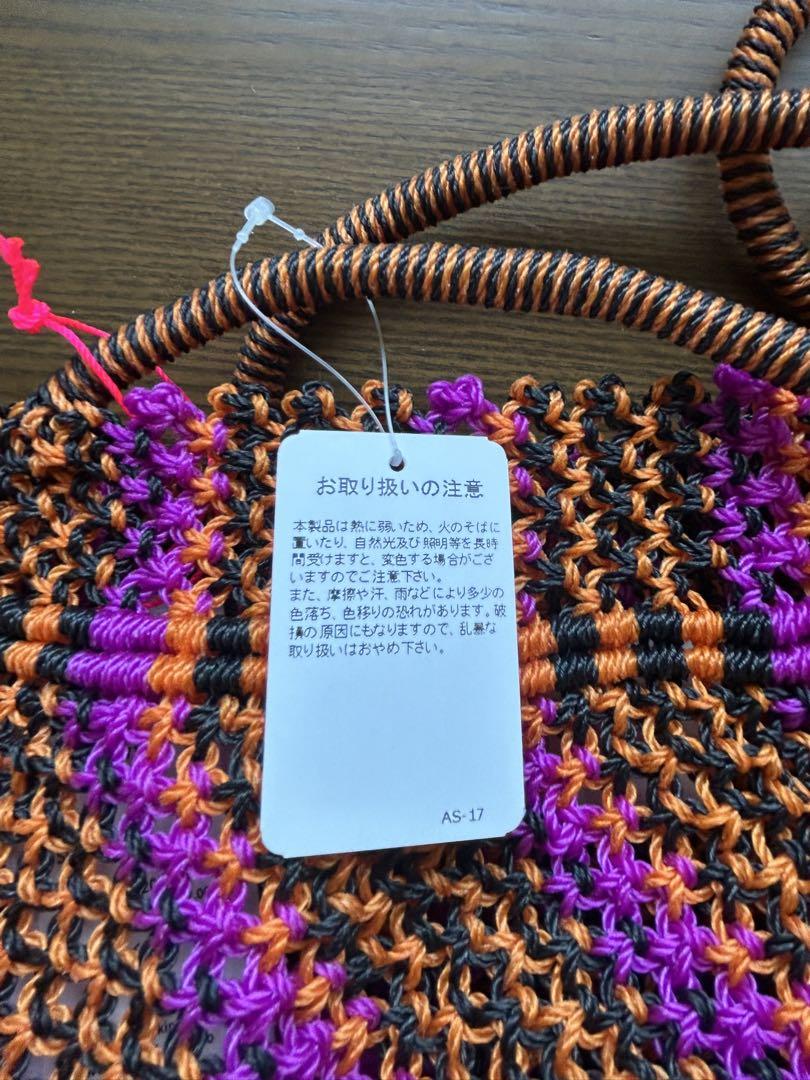 お取り扱いの注意
本製品は熱に弱いため、火のそばに
置いたり、自然光及び照明等を長時
間受けますと、変色する場合がござ
いますのでご注意下さい。
また、摩擦や汗、雨などにより多少の
色落ち、色移りの恐れがあります。破
損の原因にもなりますので、乱暴な
取り扱いはおやめ下さい。
AS-17